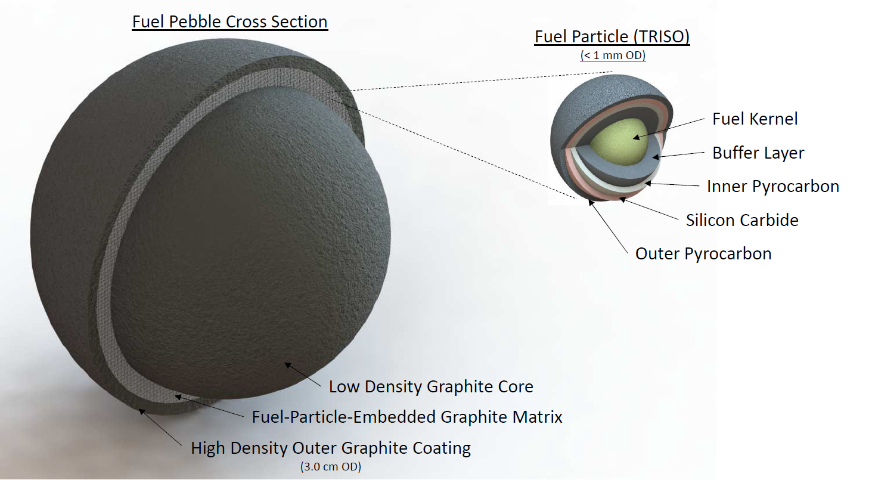 Fuel Pebble Cross Section
Fuel Particle (TRISO)
(< 1 mm OD)
Fuel Kernel
Buffer Layer
Inner Pyrocarbon
Silicon Carbide
Outer Pyrocarbon
Low Density Graphite Core
Fuel-Particle-Embedded Graphite Matrix
High Density Outer Graphite Coating
(3.0 cm OD)